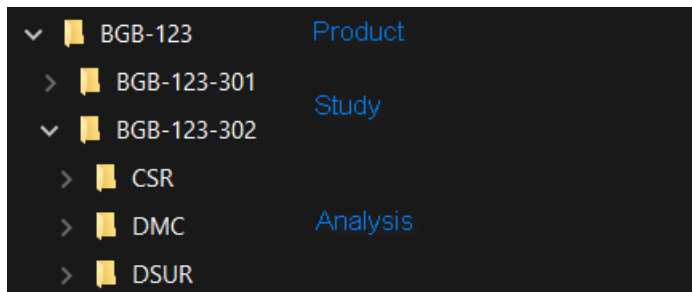 BGB-123 Product
BGB-123-301
Study
BGB-123-302
CSR
DMC Analysis
DSUR